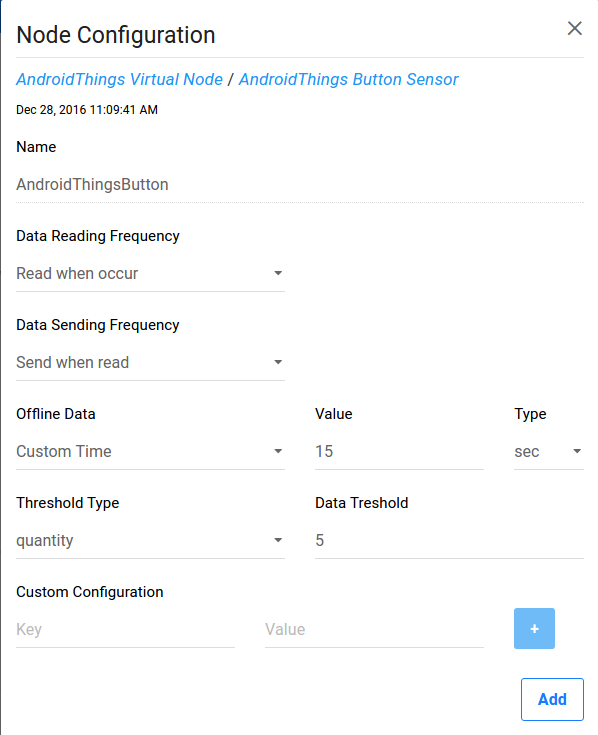 Node Configuration
AndroidThings Virtual Node / AndroidThings Button Sensor
Dec 28, 2016 11:09:41 AM
Name
AndroidThingsButton
Data Reading Frequency
Read when occur
Data Sending Frequency
Send when read
Offline Data Value Type
Custom Time 15 sec
Threshold Type Data Treshold
quantity 5
Custom Configuration
Key Value +
Add